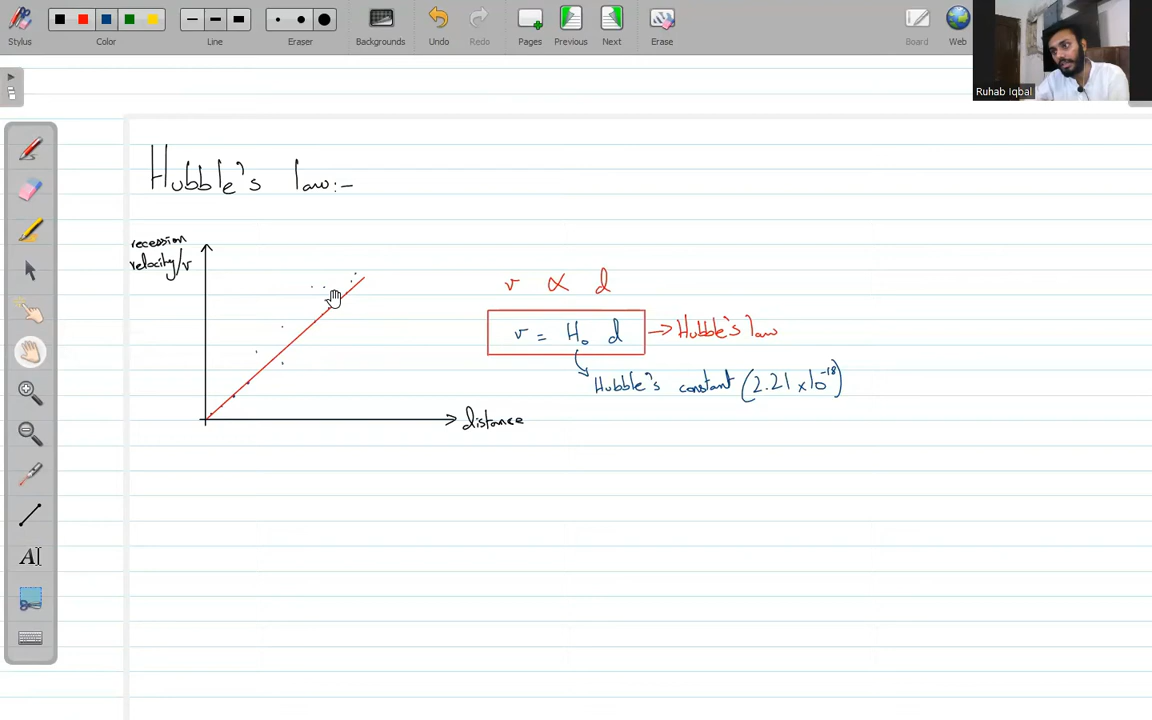 Stylus
Color
Line
Eraser
Backgrounds
Undo
Redo
Pages
Previous
Next
Erase
Board
Web
Ruhab Iqbal
Hubble's law:-
recession
velocity/v
distance
v ∝ d
v = H₀ d → Hubble's law
Hubble's constant (2.21 ×10⁻¹⁸)
A